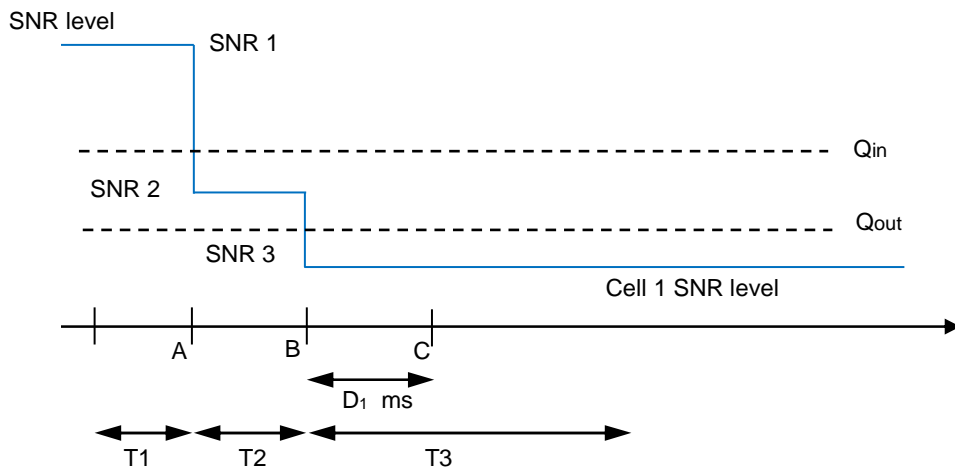 SNR level
SNR 1
Qin
SNR 2
Qout
SNR 3
Cell 1 SNR level
A
B
C
D1 ms
T1
T2
T3